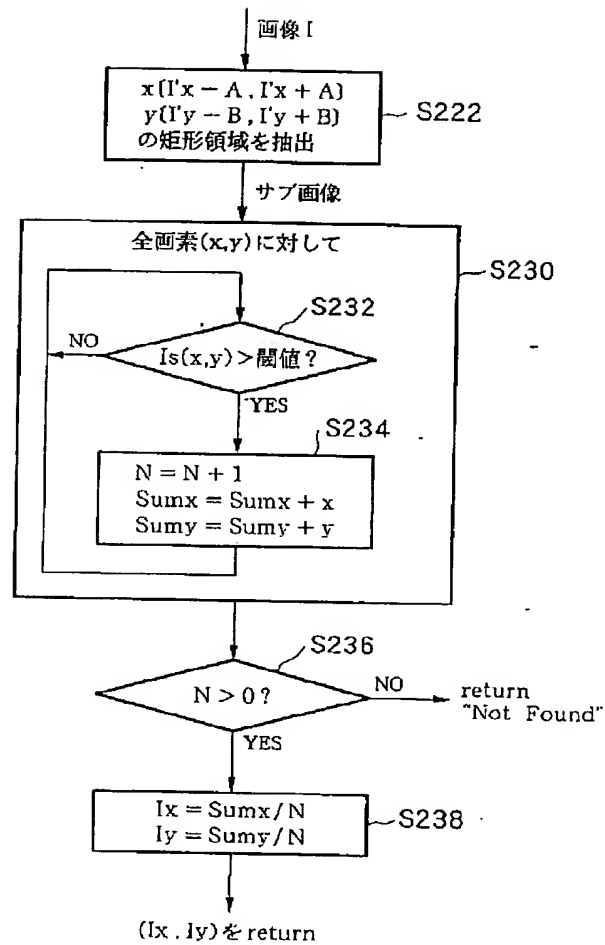 画像 I
x[I'x − A , I'x + A]
y[I'y − B , I'y + B]
の矩形領域を抽出
S222
サブ画像
全画素(x,y)に対して
S230
S232
NO
Is(x,y) > 閾値?
YES
S234
N = N + 1
Sumx = Sumx + x
Sumy = Sumy + y
S236
N > 0?
NO
return
"Not Found"
YES
Ix = Sumx/N
Iy = Sumy/N
S238
(Ix . Iy)をreturn